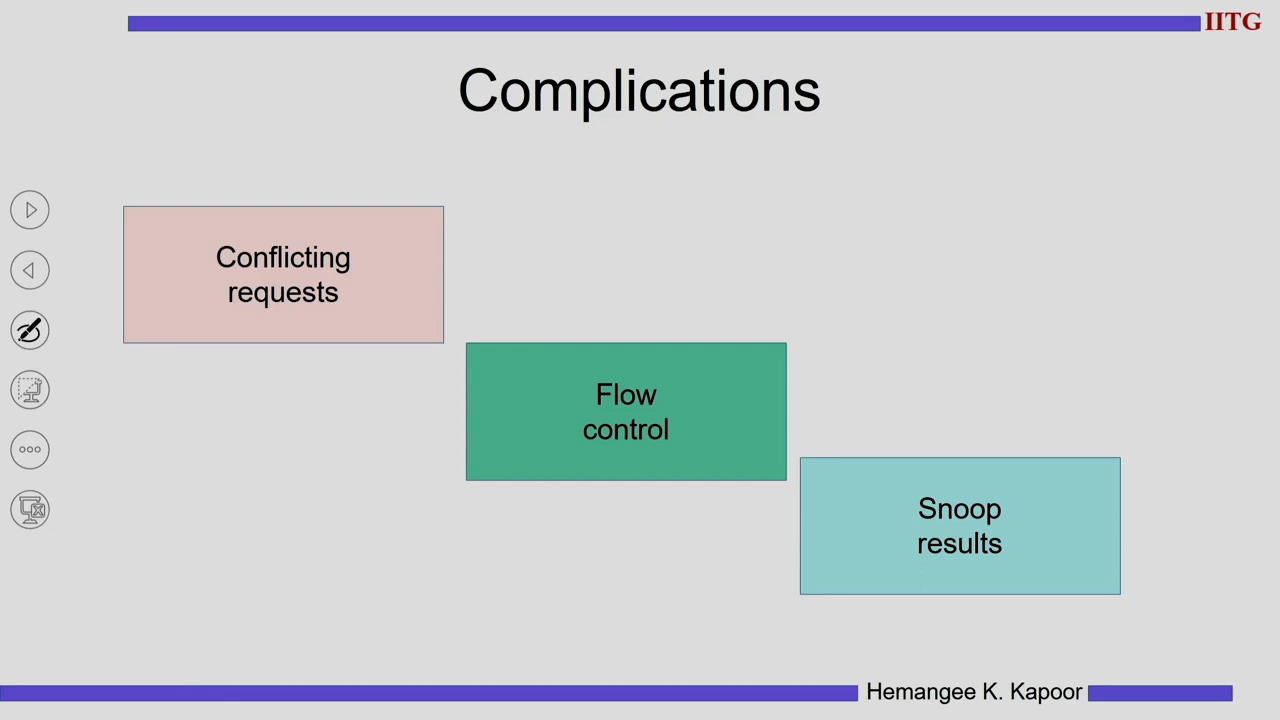 IITG
Complications
Conflicting
requests
Flow
control
Snoop
results
Hemangee K. Kapoor